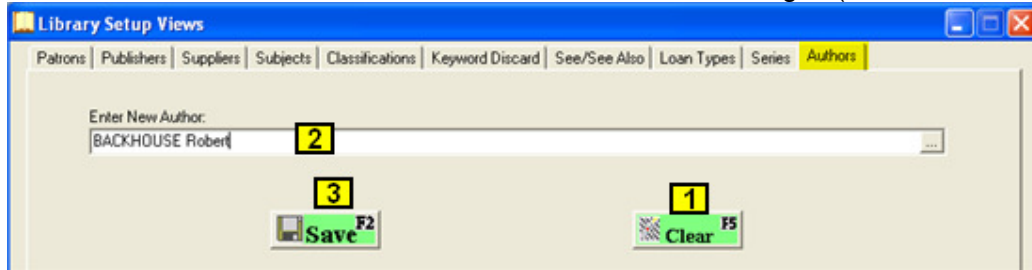 Library Setup Views
Patrons Publishers Suppliers Subjects Classifications Keyword Discard See/See Also Loan Types Series Authors
Enter New Author:
BACKHOUSE Robert 2 ...
3 1
Save F2 Clear F5